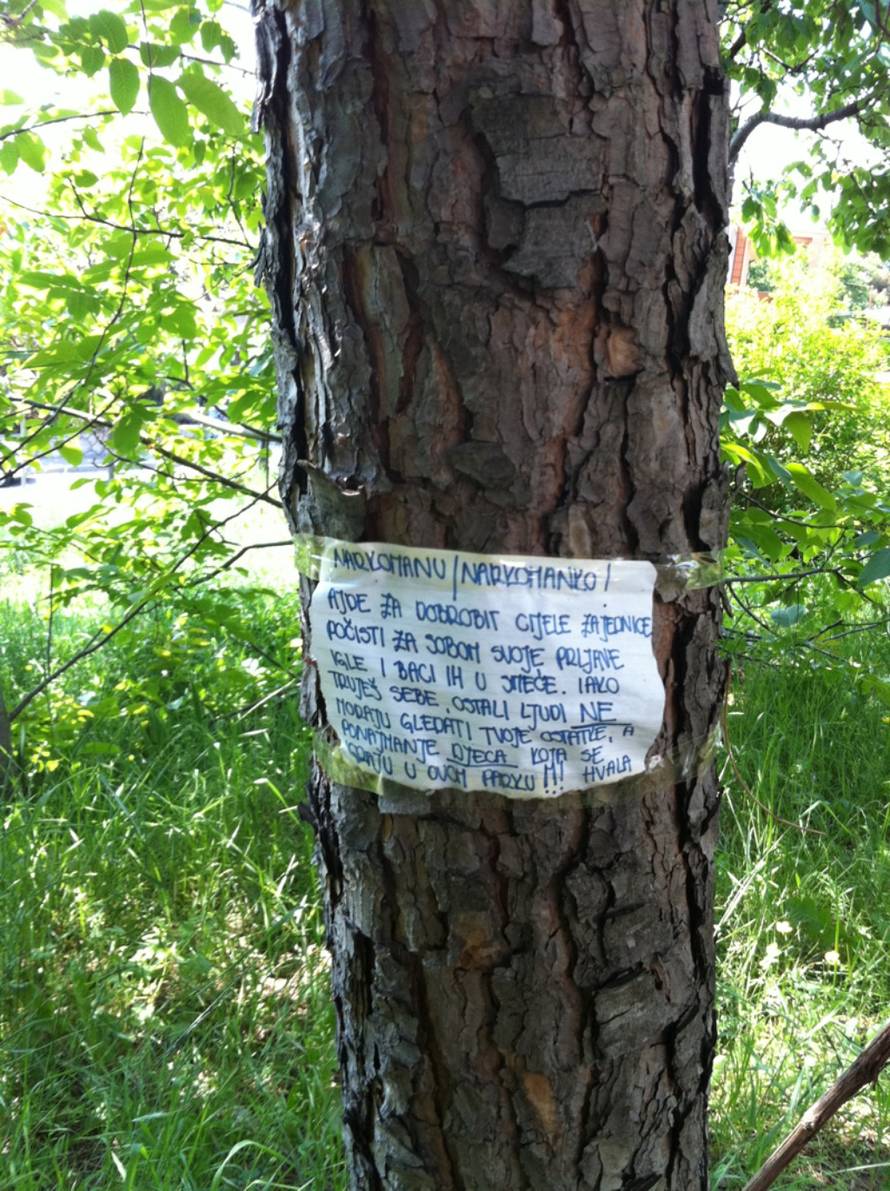 NARKOMANU/NARKOMANKO!
AJDE ZA DOBROBIT CIJELE ZAJEDNICE
POČISTI ZA SOBOM SVOJE PRLJAVE
IGLE I BACI IH U SMEĆE. IAKO
TRUJEŠ SEBE, OSTALI LJUDI NE
MORAJU GLEDATI TVOJE OSTATKE, A
PONAJMANJE DJECA KOJA SE
IGRAJU U OVOM PARKU!!! HVALA